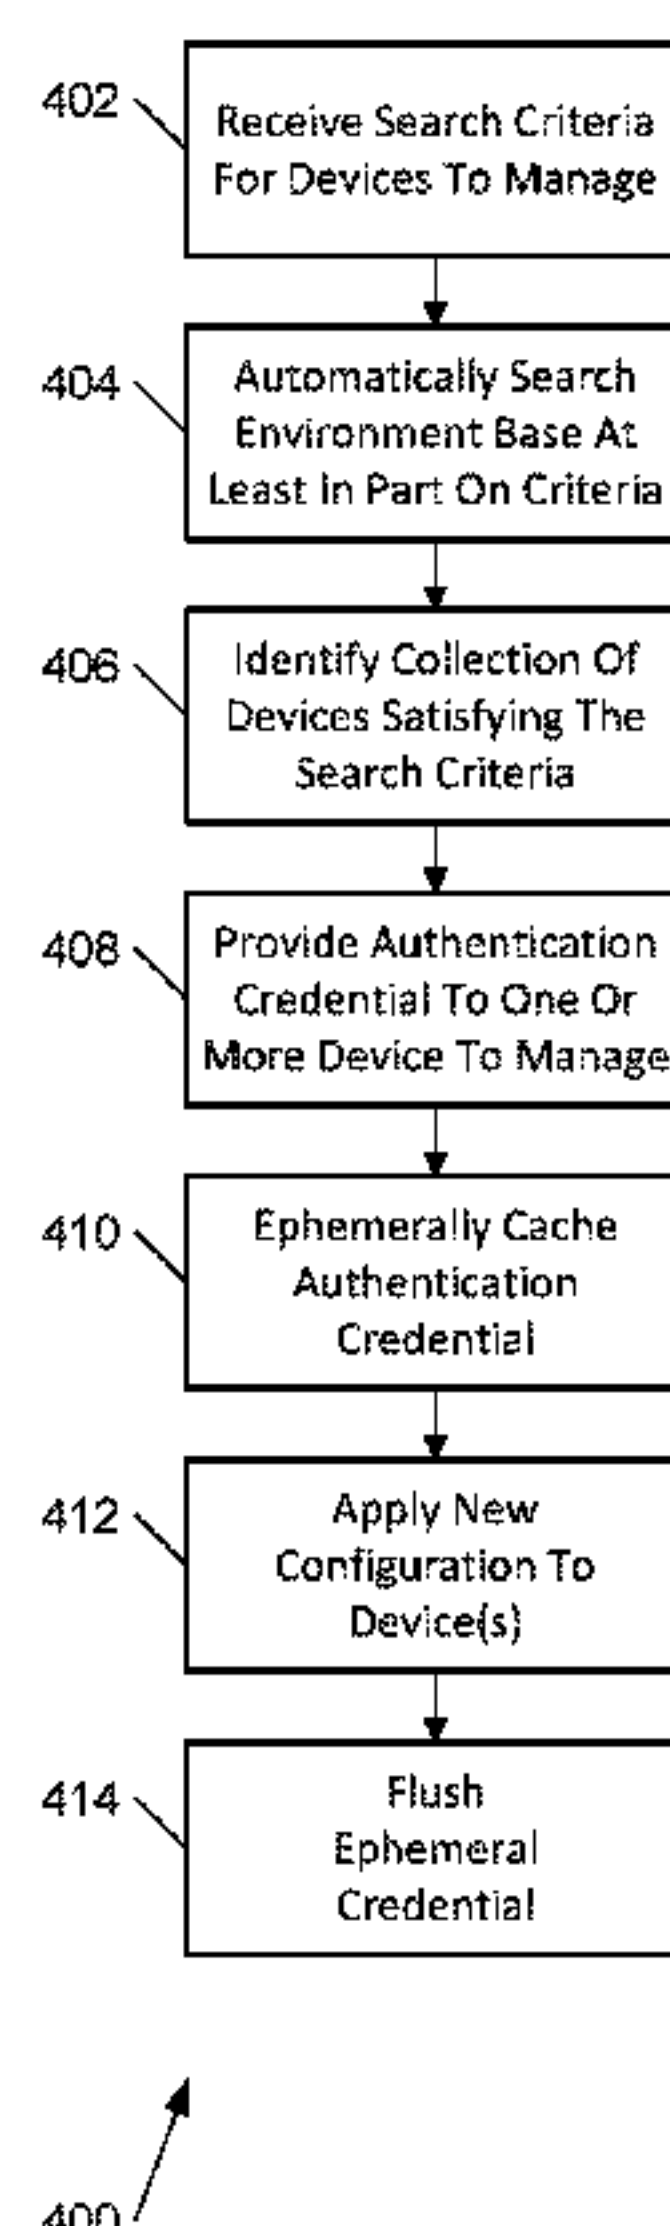 402
Receive Search Criteria
For Devices To Manage
404
Automatically Search
Environment Base At
Least In Part On Criteria
406
Identify Collection Of
Devices Satisfying The
Search Criteria
408
Provide Authentication
Credential To One Or
More Device To Manage
410
Ephemerally Cache
Authentication
Credential
412
Apply New
Configuration To
Device(s)
414
Flush
Ephemeral
Credential
400